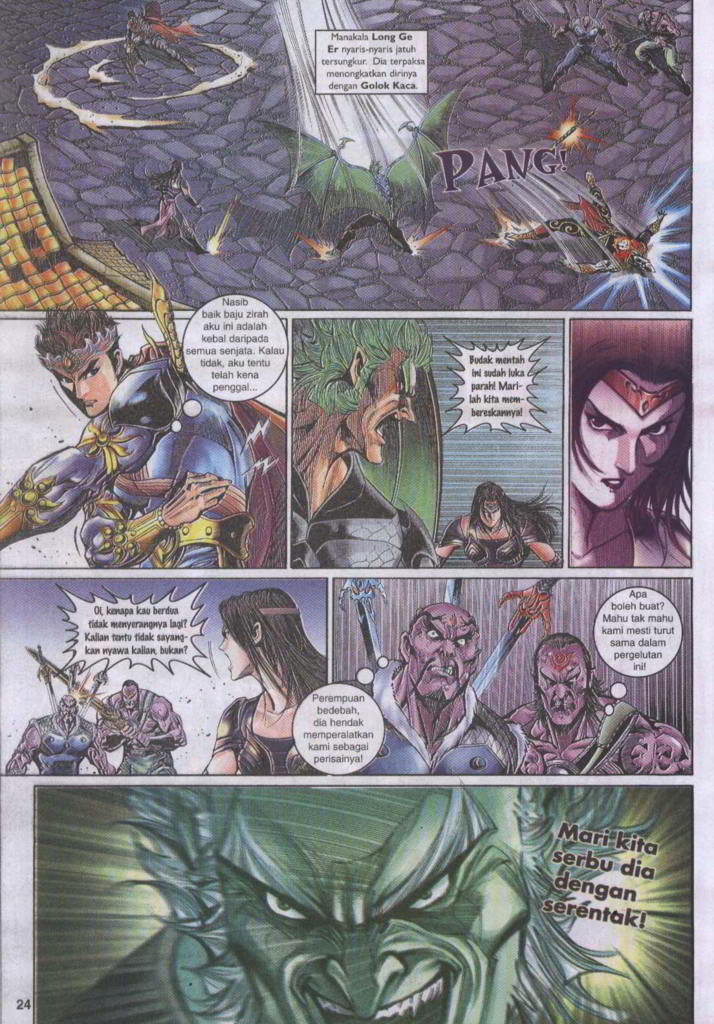 Manakala Long Ge
Er nyaris-nyaris jatuh
tersungkur. Dia terpaksa
menongkatkan dirinya
dengan Golok Kaca.
PANG!
Nasib
baik baju zirah
aku ini adalah
kebal daripada
semua senjata. Kalau
tidak, aku tentu
telah kena
penggal...
Budak mentah
ini sudah luka
parah! Mari-
lah kita mem-
bereskannya!
Oi, kenapa kau berdua
tidak menyerangnya lagi?
Kalian tentu tidak sayang-
kan nyawa kalian, bukan?
Perempuan
bedebah,
dia hendak
memperalatkan
kami sebagai
perisainya!
Apa
boleh buat?
Mahu tak mahu
kami mesti turut
sama dalam
pergelutan
ini!
Mari kita
serbu dia
dengan
serentak!
24